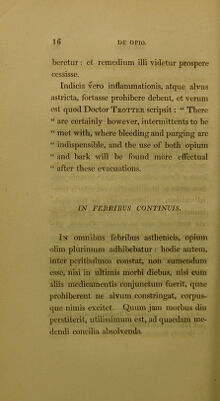 16
DE OPIO.
beretur: et remedium illi videtur prospere
cessisse.
Indicia vero inflammationis, atque alvus
astricta, fortasse prohibere debent, et verum
est quod Doctor TROTTER scripsit: “ There
“ are certainly however, intermittents to be
“ met with, where bleeding and purging are
“ indispensible, and the use of both opium
“ and bark will be found more effectual
“ after these evacuations.
IN FEBRIBUS CONTINUIS.
IN omnibus febribus asthenicis, opium
olim plurimum adhibebatur: hodie autem,
inter peritissimos constat, non sumendum
esse, nisi in ultimis morbi diebus, nisi cum
aliis medicamentis conjunctum fuerit, quae
prohiberent ne alvum constringat, corpus-
que nimis excitet. Quum jam morbus diu
perstiterit, utilissimum est, ad quaedam me-
dendi concilia absolvenda.